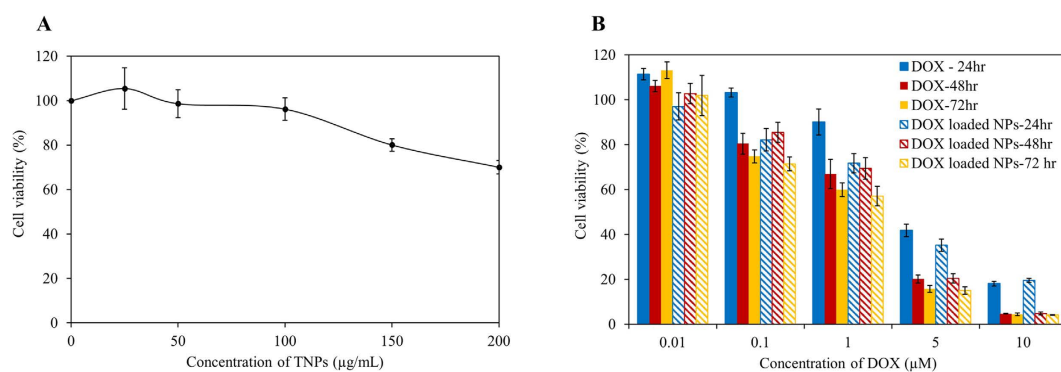 A
120
100
80
60
40
20
0
0 50 100 150 200
Cell viability (%)
Concentration of TNPs (µg/mL)
B
120
100
80
60
40
20
0
0.01 0.1 1 5 10
Cell viability (%)
Concentration of DOX (µM)
DOX - 24hr
DOX-48hr
DOX-72hr
DOX loaded NPs-24hr
DOX loaded NPs-48hr
DOX loaded NPs-72 hr